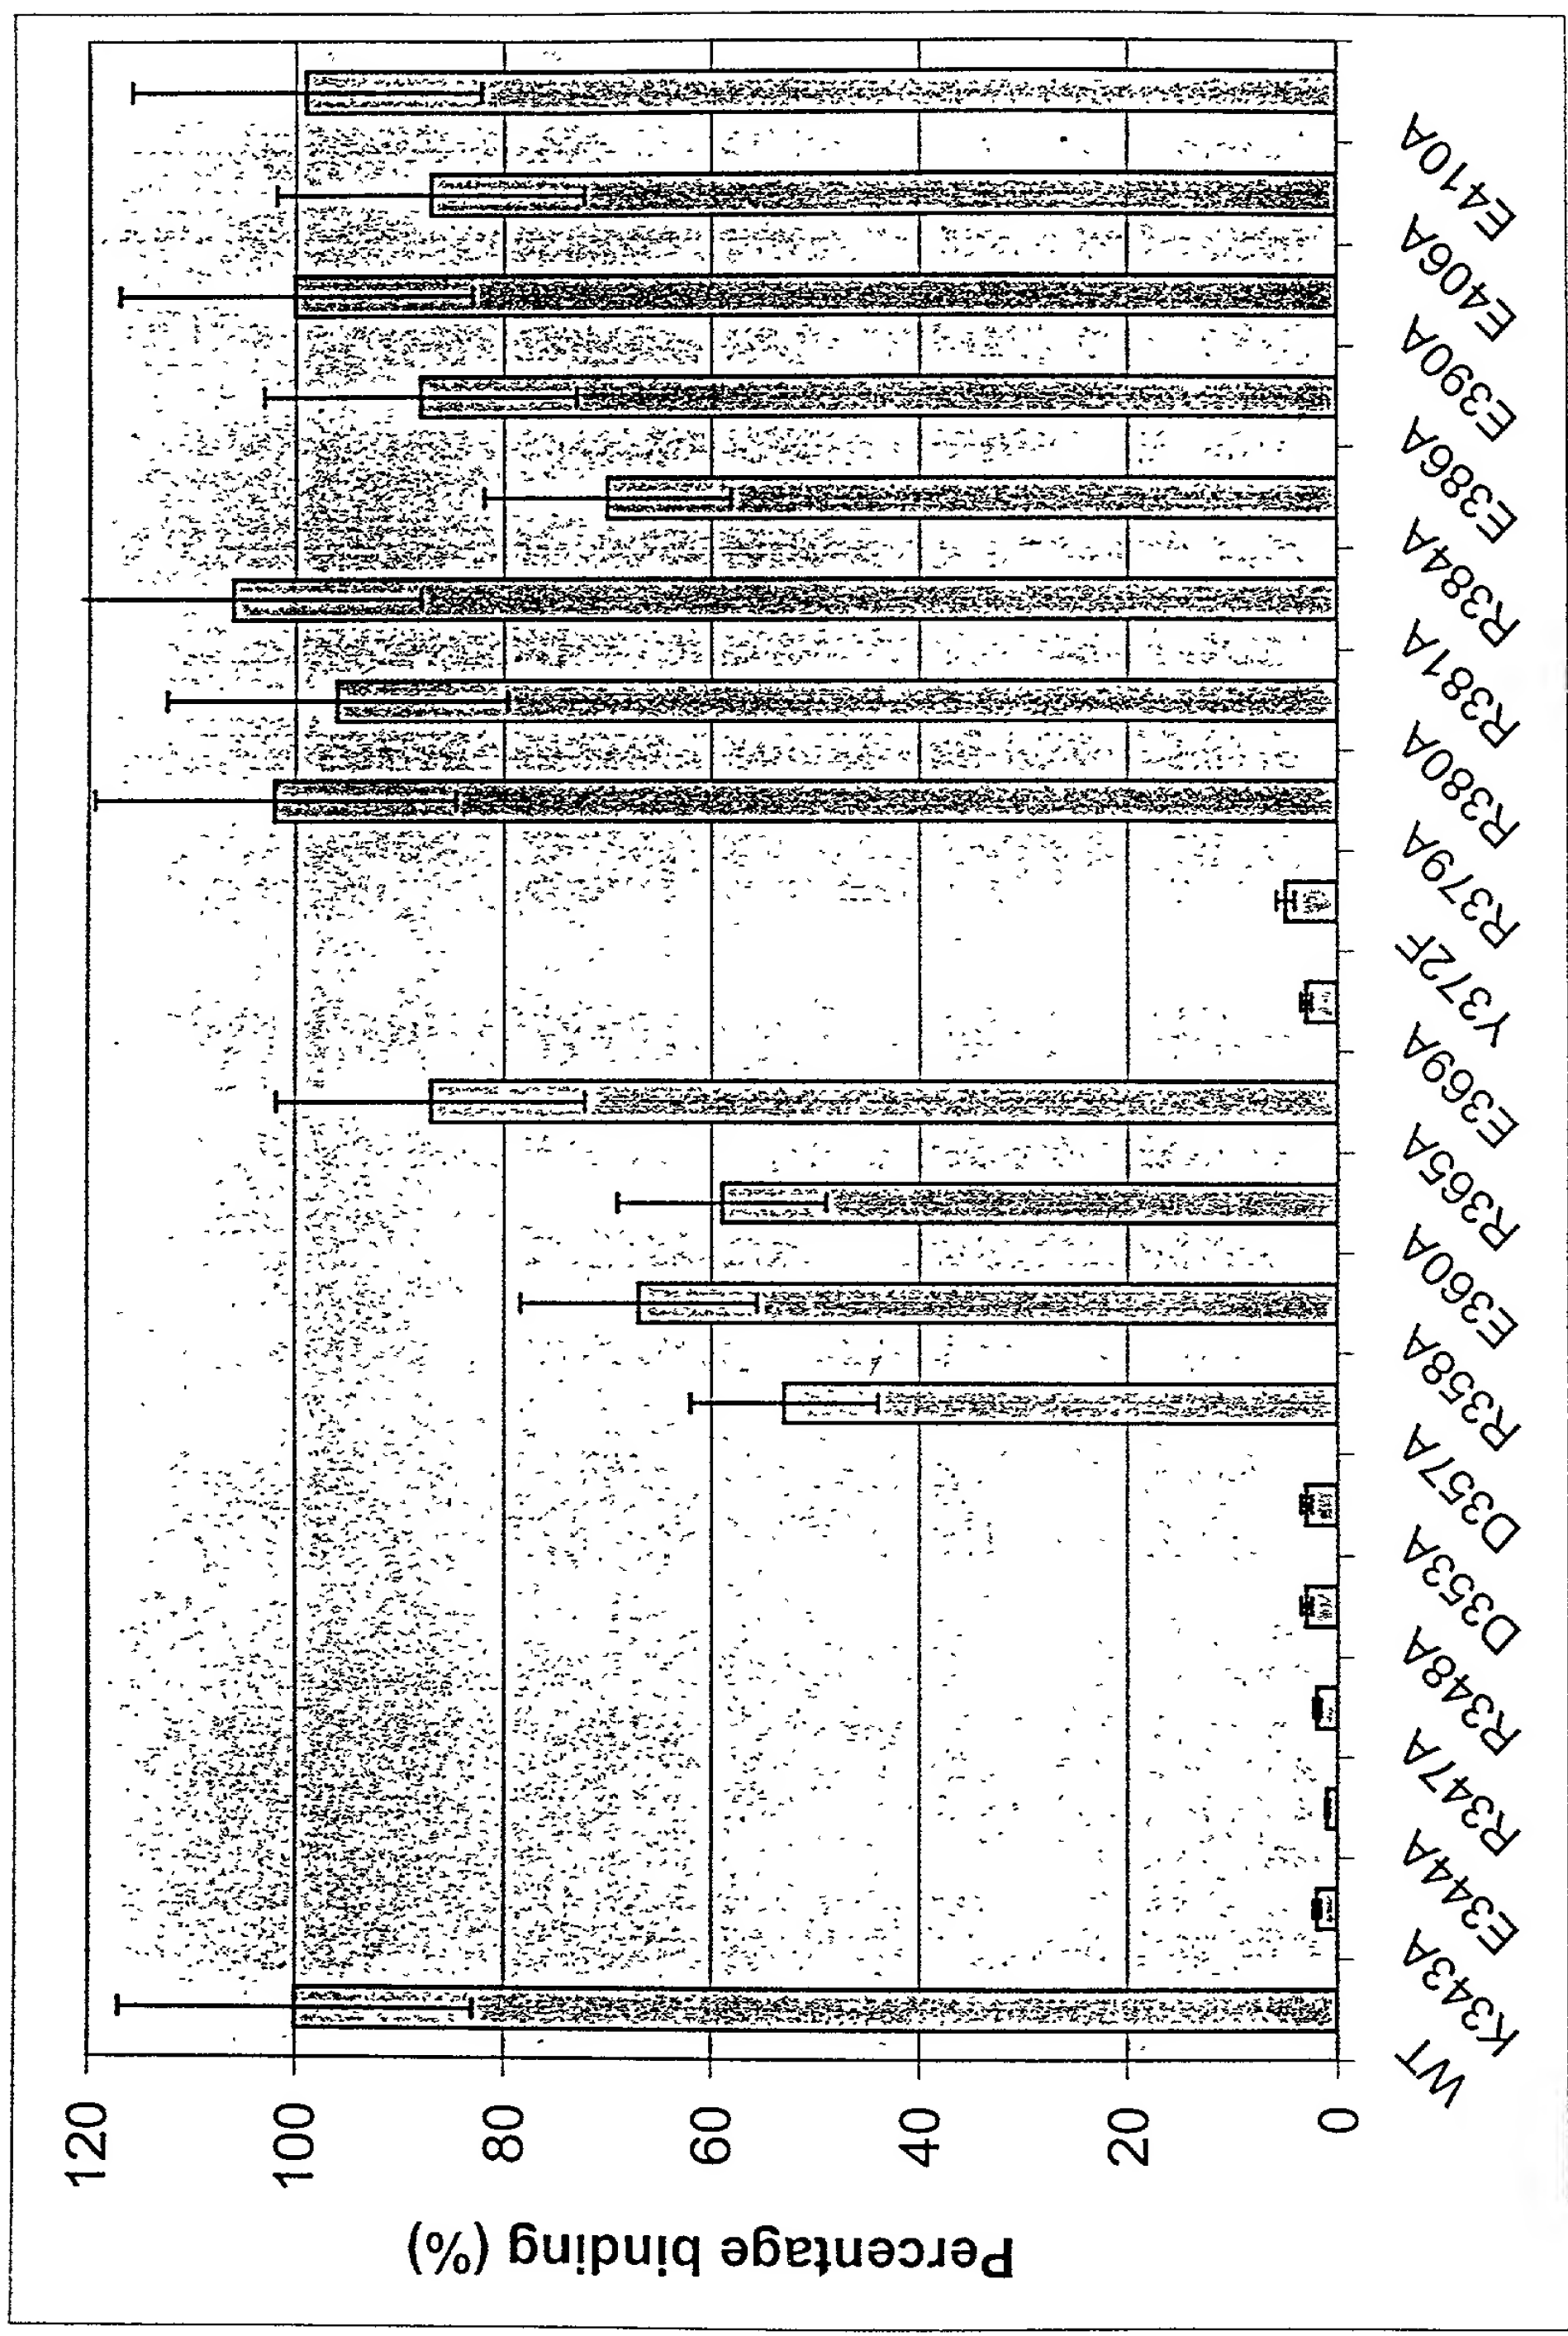 Percentage binding (%)
120
100
80
60
40
20
0
WT
K343A
E344A
R347A
R348A
D353A
D357A
R358A
E360A
R365A
E369A
Y372F
R379A
R380A
R381A
R384A
E386A
E390A
E406A
E410A